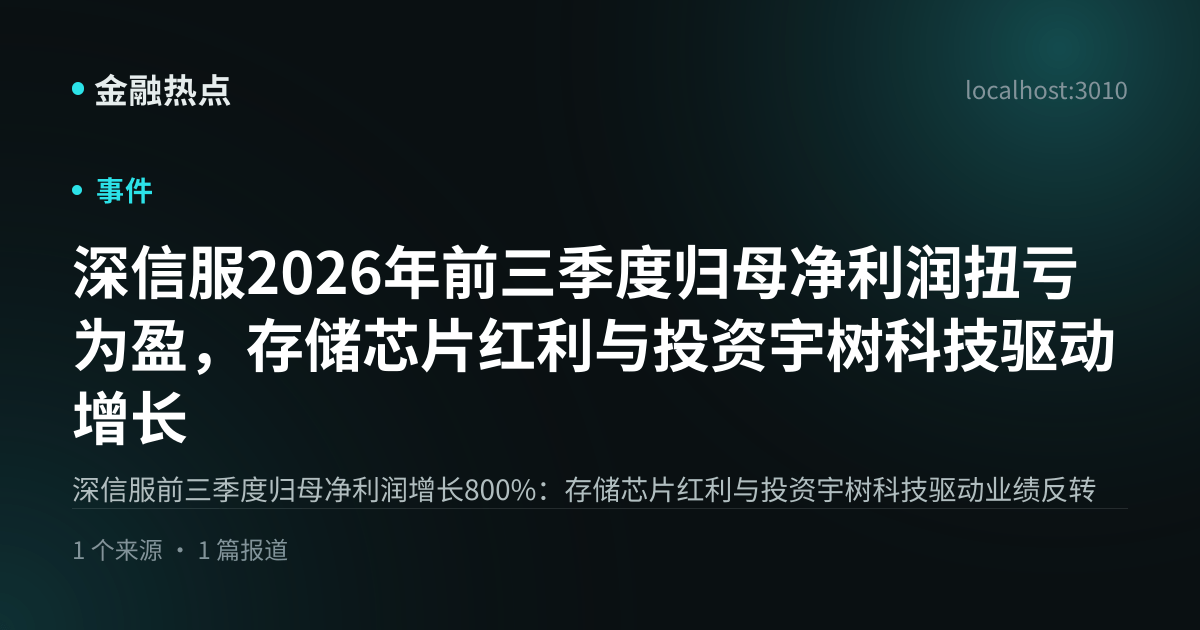 金融热点
localhost:3010
事件
深信服2026年前三季度归母净利润扭亏
为盈，存储芯片红利与投资宇树科技驱动
增长
深信服前三季度归母净利润增长800%：存储芯片红利与投资宇树科技驱动业绩反转
1 个来源 · 1 篇报道